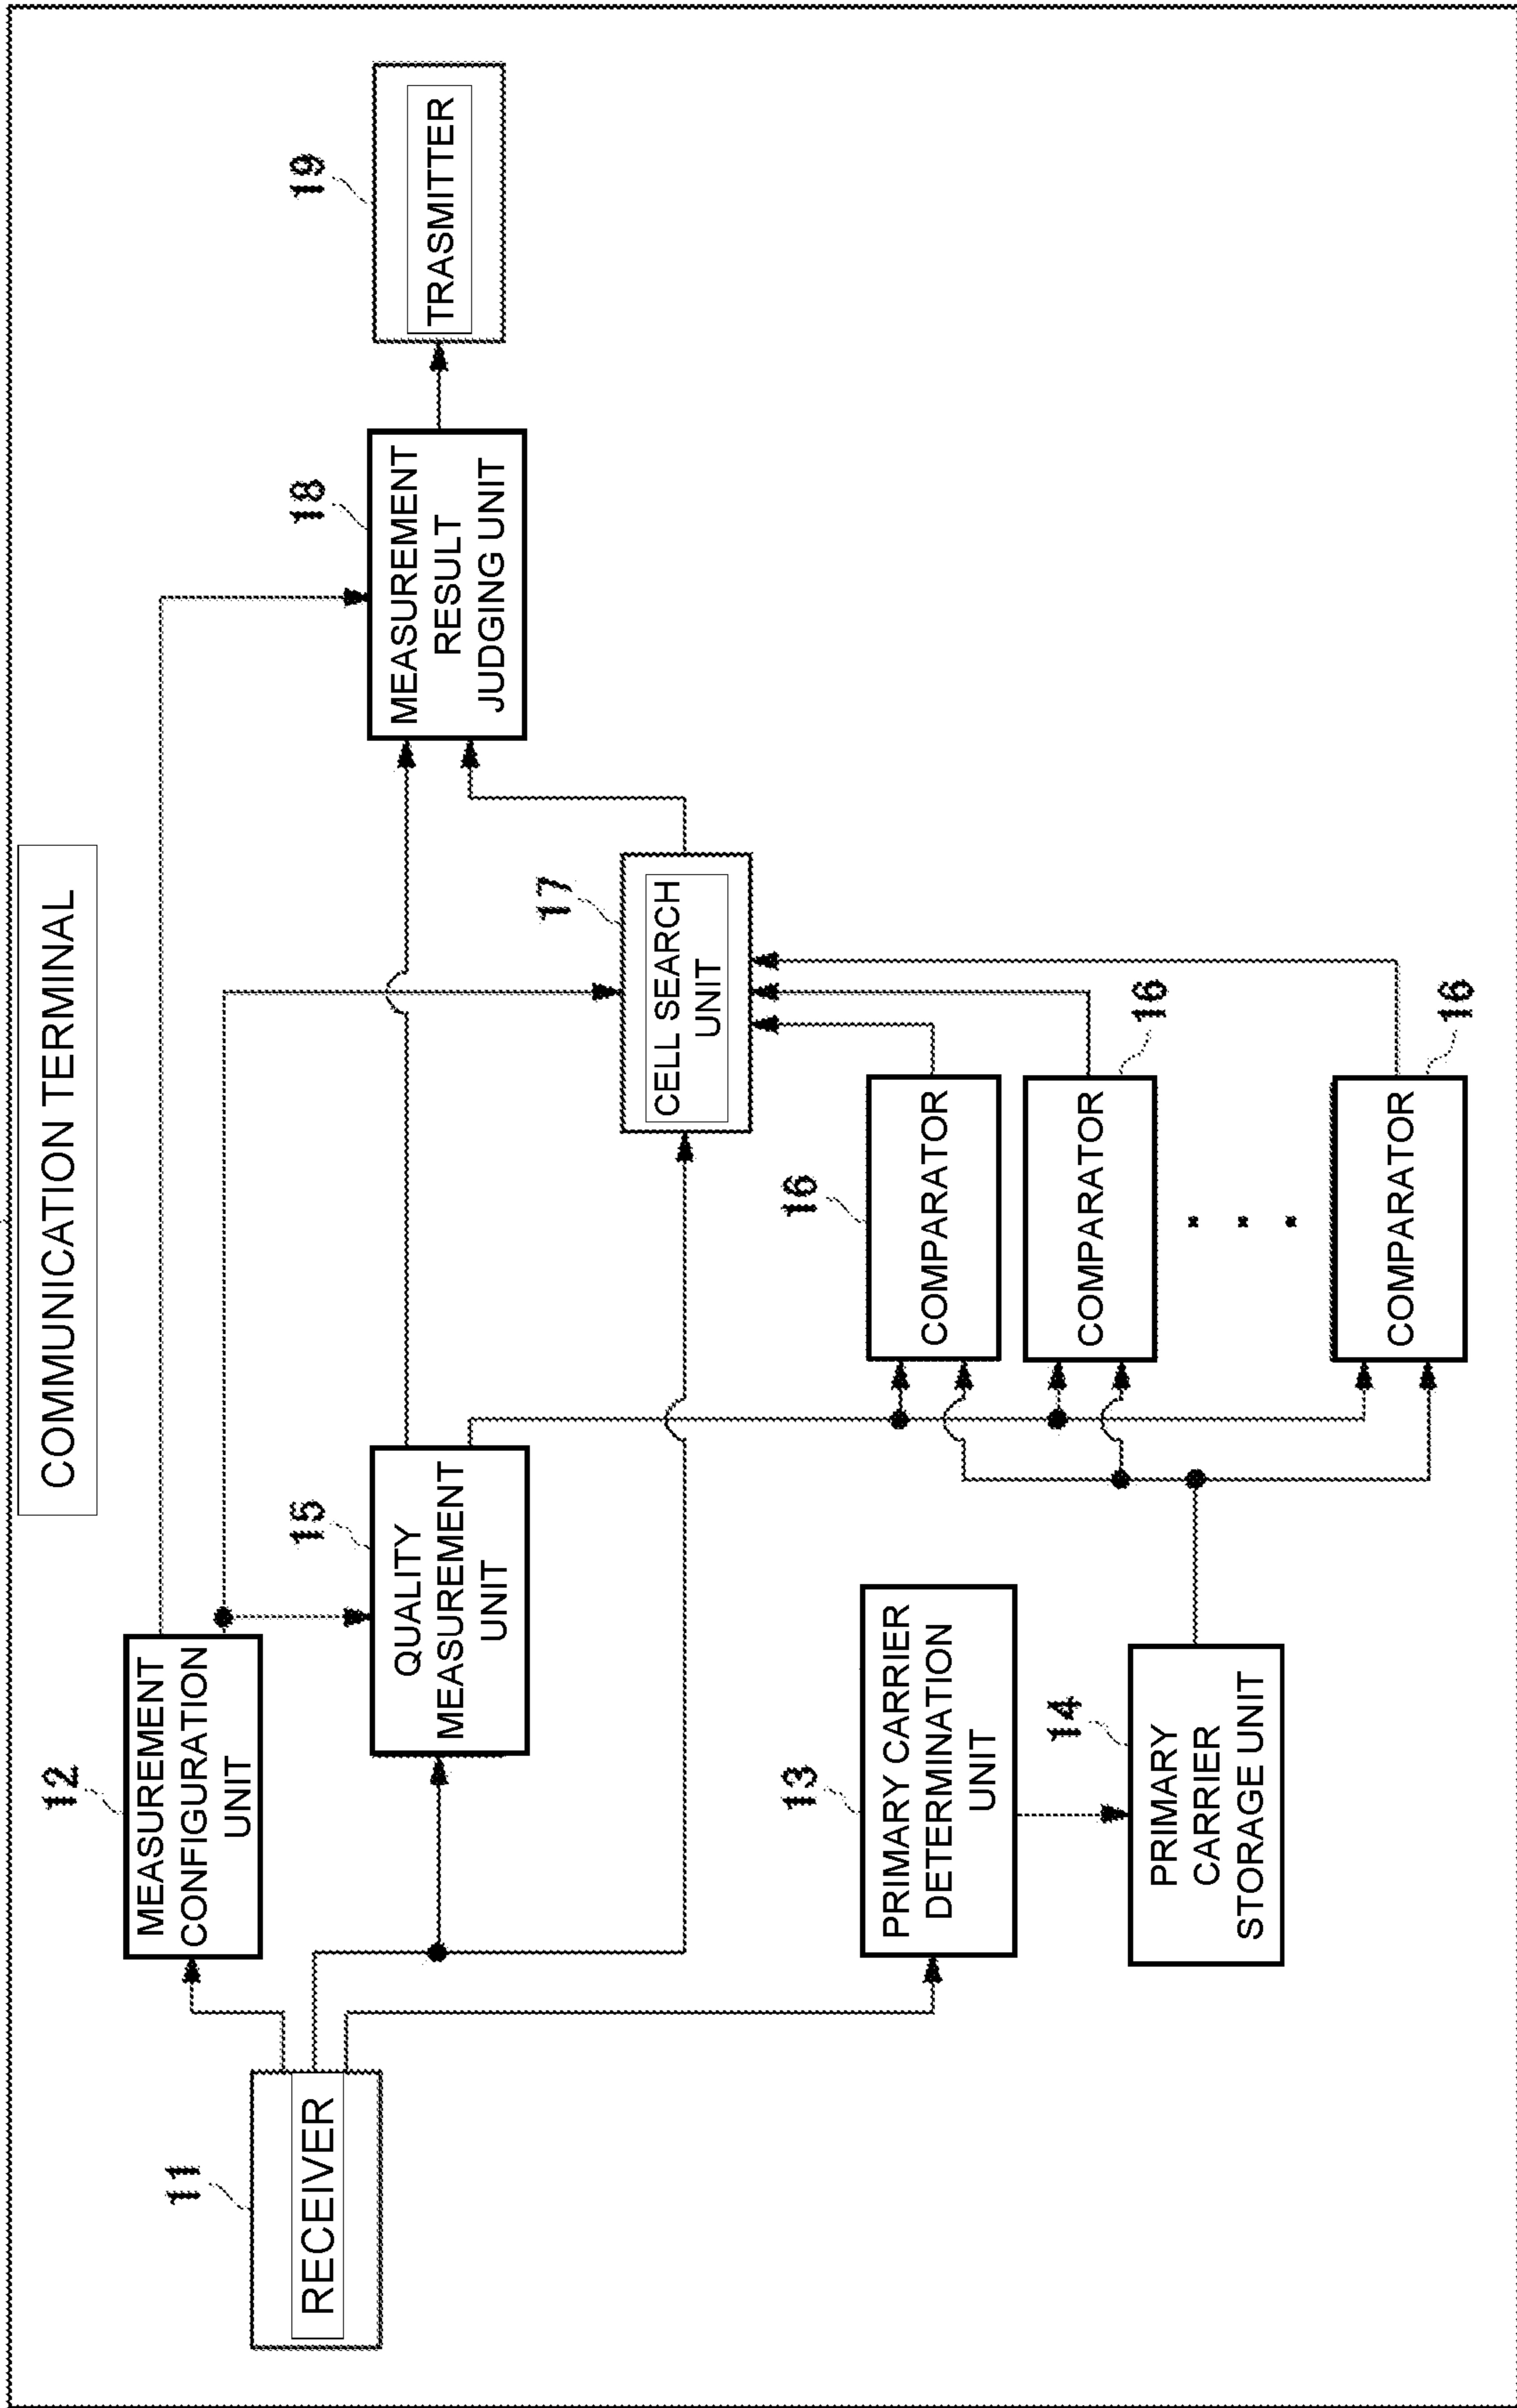 COMMUNICATION TERMINAL
11
RECEIVER
12
MEASUREMENT
CONFIGURATION
UNIT
13
PRIMARY CARRIER
DETERMINATION
UNIT
14
PRIMARY
CARRIER
STORAGE UNIT
15
QUALITY
MEASUREMENT
UNIT
16
COMPARATOR
16
COMPARATOR
16
COMPARATOR
17
CELL SEARCH
UNIT
18
MEASUREMENT
RESULT
JUDGING UNIT
19
TRASMITTER